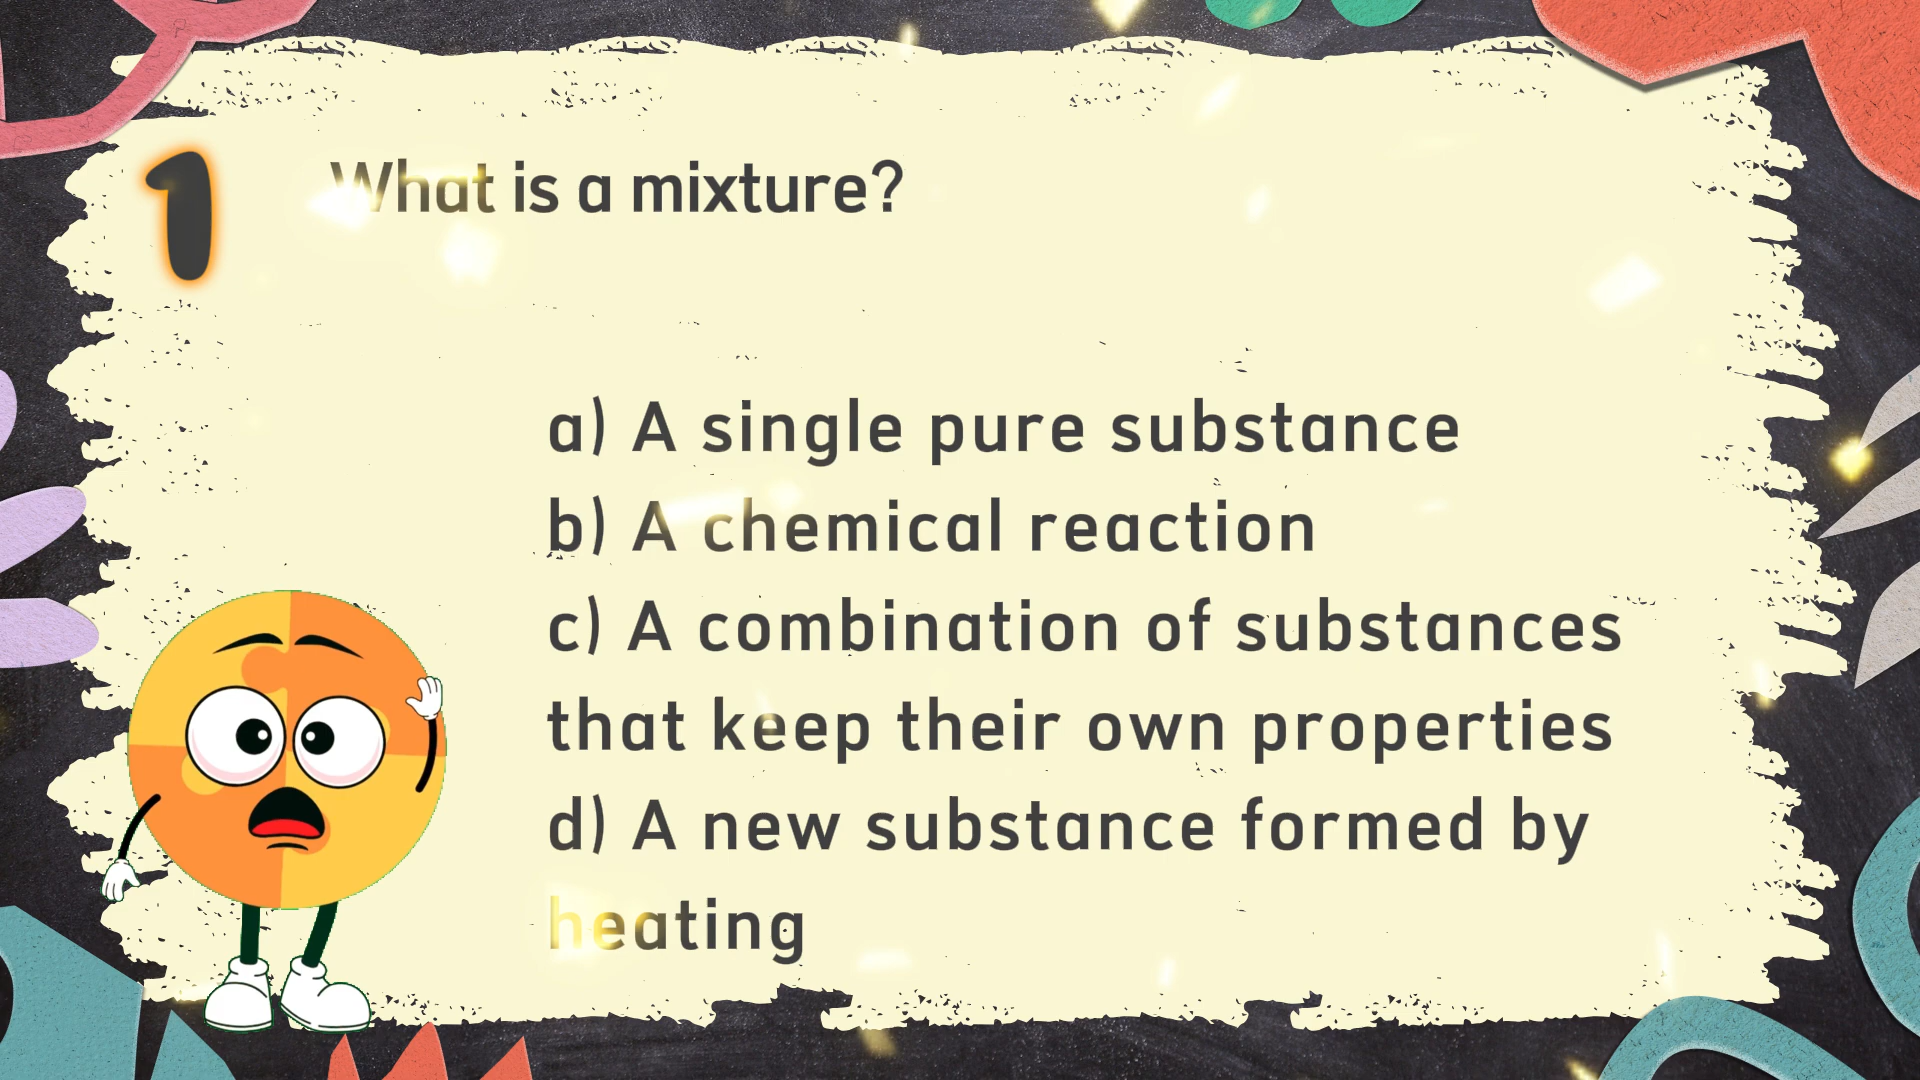 1
What is a mixture?
a) A single pure substance
b) A chemical reaction
c) A combination of substances
that keep their own properties
d) A new substance formed by
heating